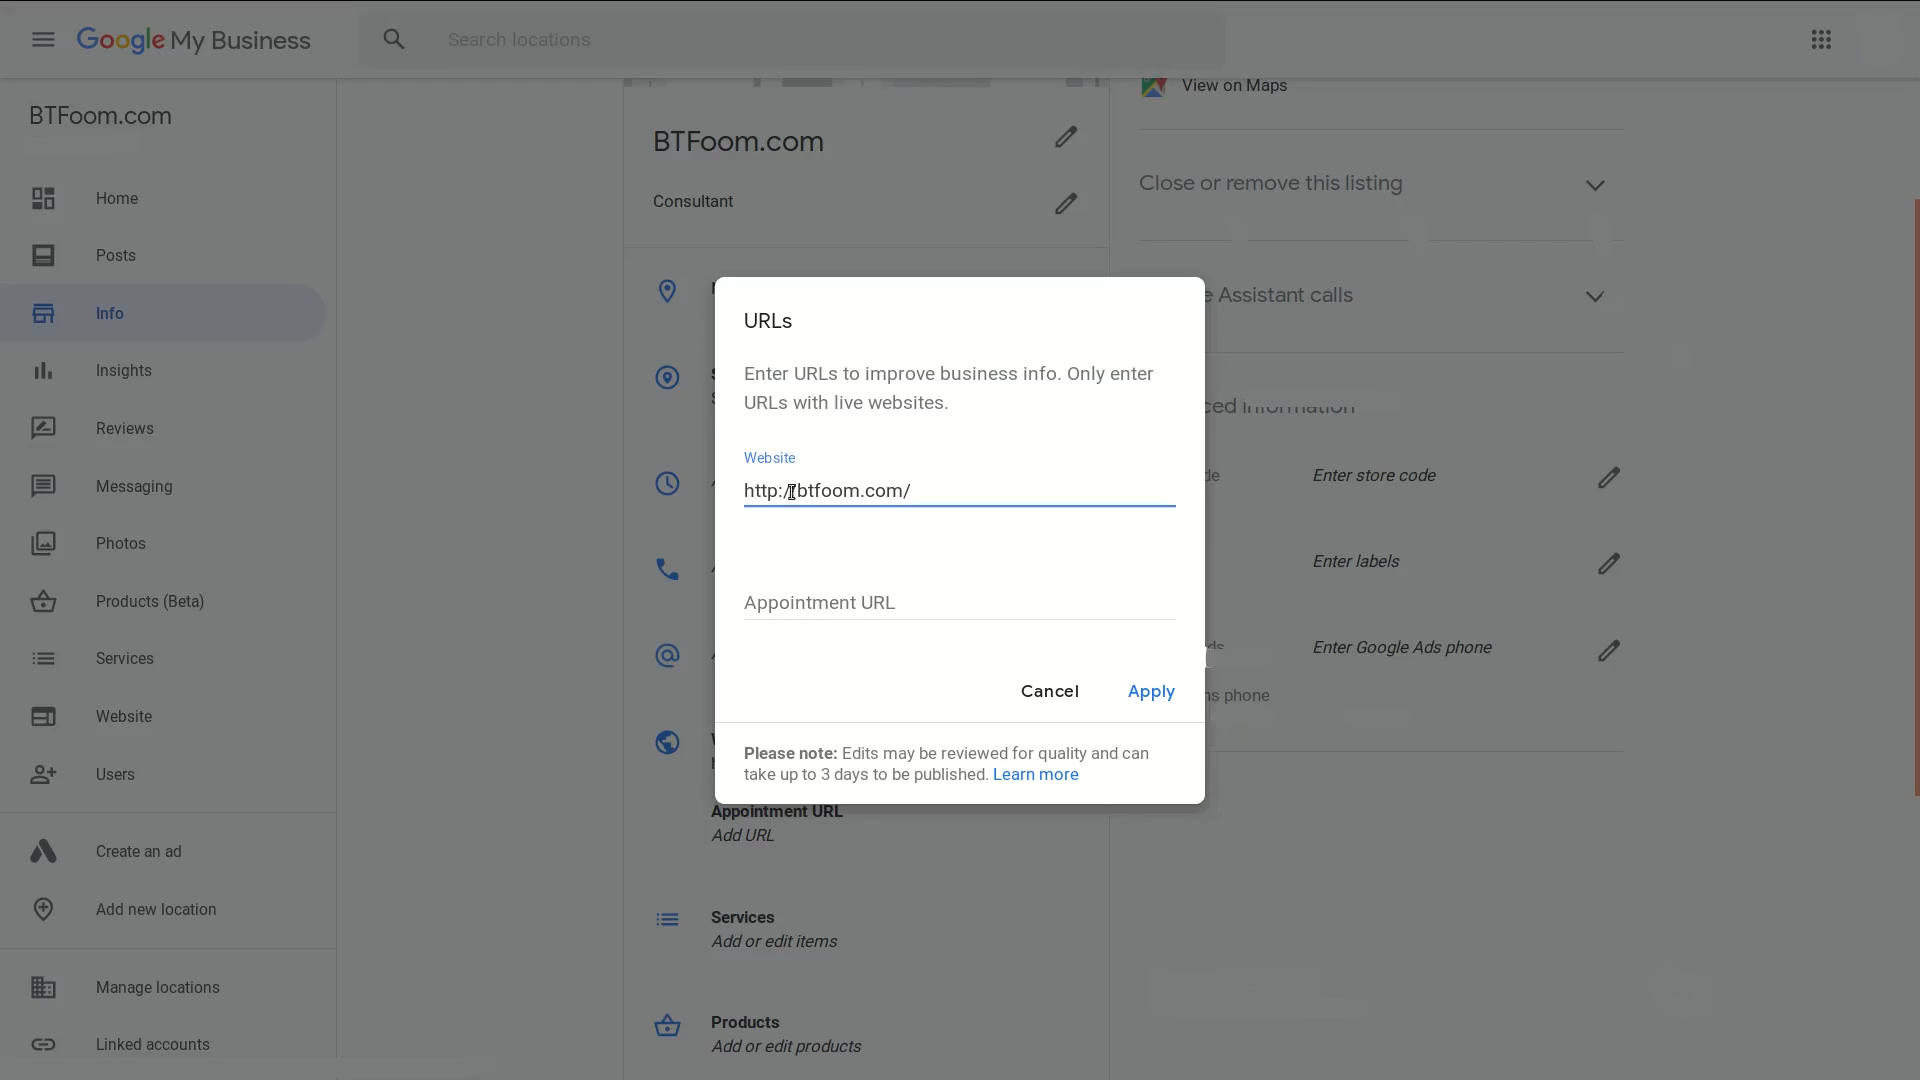 Google My Business
Search locations
BTFoom.com
Home
Posts
Info
Insights
Reviews
Messaging
Photos
Products (Beta)
Services
Website
Users
Create an ad
Add new location
Manage locations
Linked accounts
BTFoom.com
Consultant
Appointment URL
Add URL
Services
Add or edit items
Products
Add or edit products
URLs
Enter URLs to improve business info. Only enter
URLs with live websites.
Website
http://btfoom.com/
Appointment URL
Cancel
Apply
Please note: Edits may be reviewed for quality and can
take up to 3 days to be published. Learn more
View on Maps
Close or remove this listing
Assistant calls
Enter store code
Enter labels
Enter Google Ads phone
phone